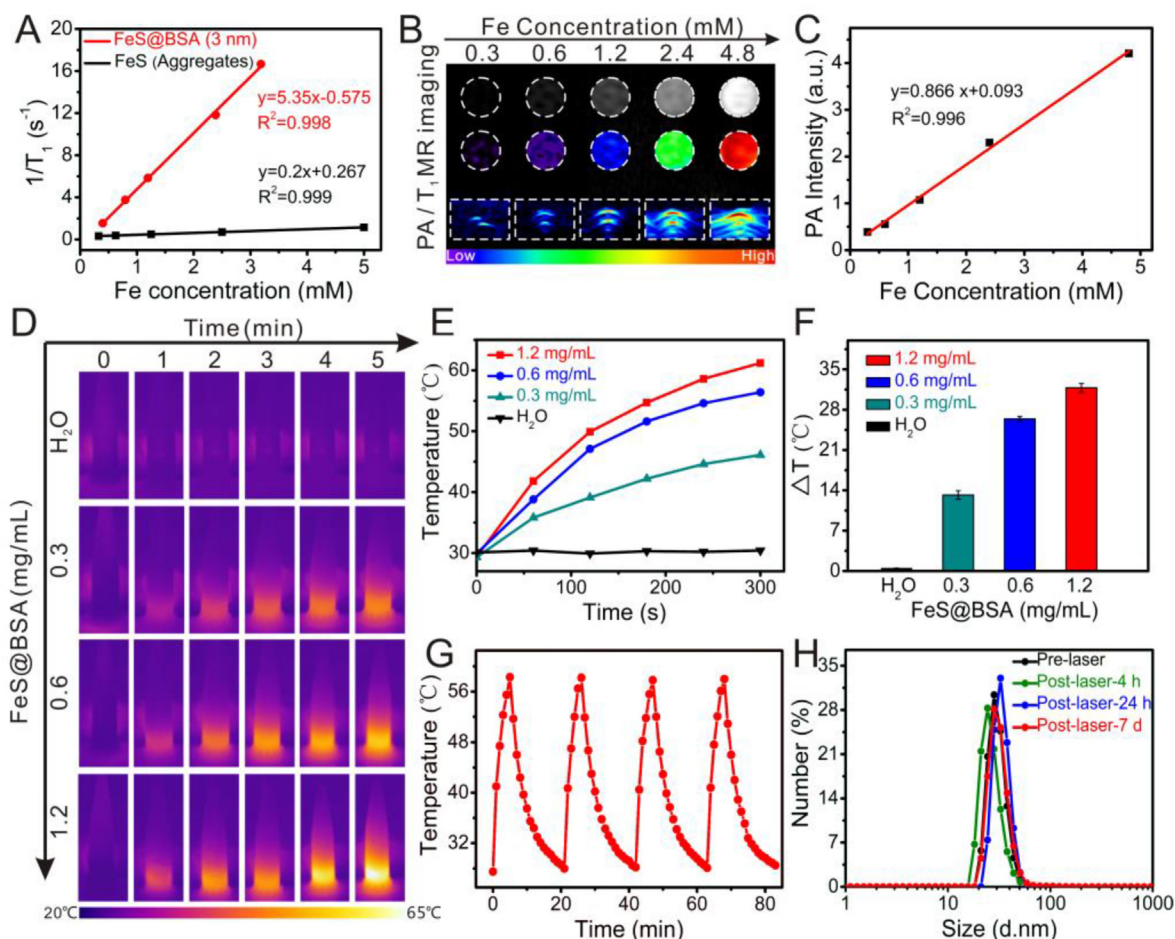 A
1/T₁ (s⁻¹)
20
16
12
8
4
0
FeS@BSA (3 nm)
FeS (Aggregates)
y=5.35x-0.575
R²=0.998
y=0.2x+0.267
R²=0.999
0 1 2 3 4 5
Fe concentration (mM)
B
Fe Concentration (mM)
0.3 0.6 1.2 2.4 4.8
PA / T₁ MR imaging
Low High
C
PA Intensity (a.u.)
5
4
3
2
1
0
y=0.866 x+0.093
R²=0.996
0 1 2 3 4 5
Fe Concentration (mM)
D
Time (min)
0 1 2 3 4 5
FeS@BSA (mg/mL)
H₂O
0.3
0.6
1.2
20℃ 65℃
E
Temperature (℃)
60
50
40
30
1.2 mg/mL
0.6 mg/mL
0.3 mg/mL
H₂O
0 100 200 300
Time (s)
F
△T (℃)
35
28
21
14
7
0
1.2 mg/mL
0.6 mg/mL
0.3 mg/mL
H₂O
H₂O 0.3 0.6 1.2
FeS@BSA (mg/mL)
G
Temperature (℃)
56
48
40
32
0 20 40 60 80
Time (min)
H
Number (%)
35
28
21
14
7
0
Pre-laser
Post-laser-4 h
Post-laser-24 h
Post-laser-7 d
1 10 100 1000
Size (d.nm)